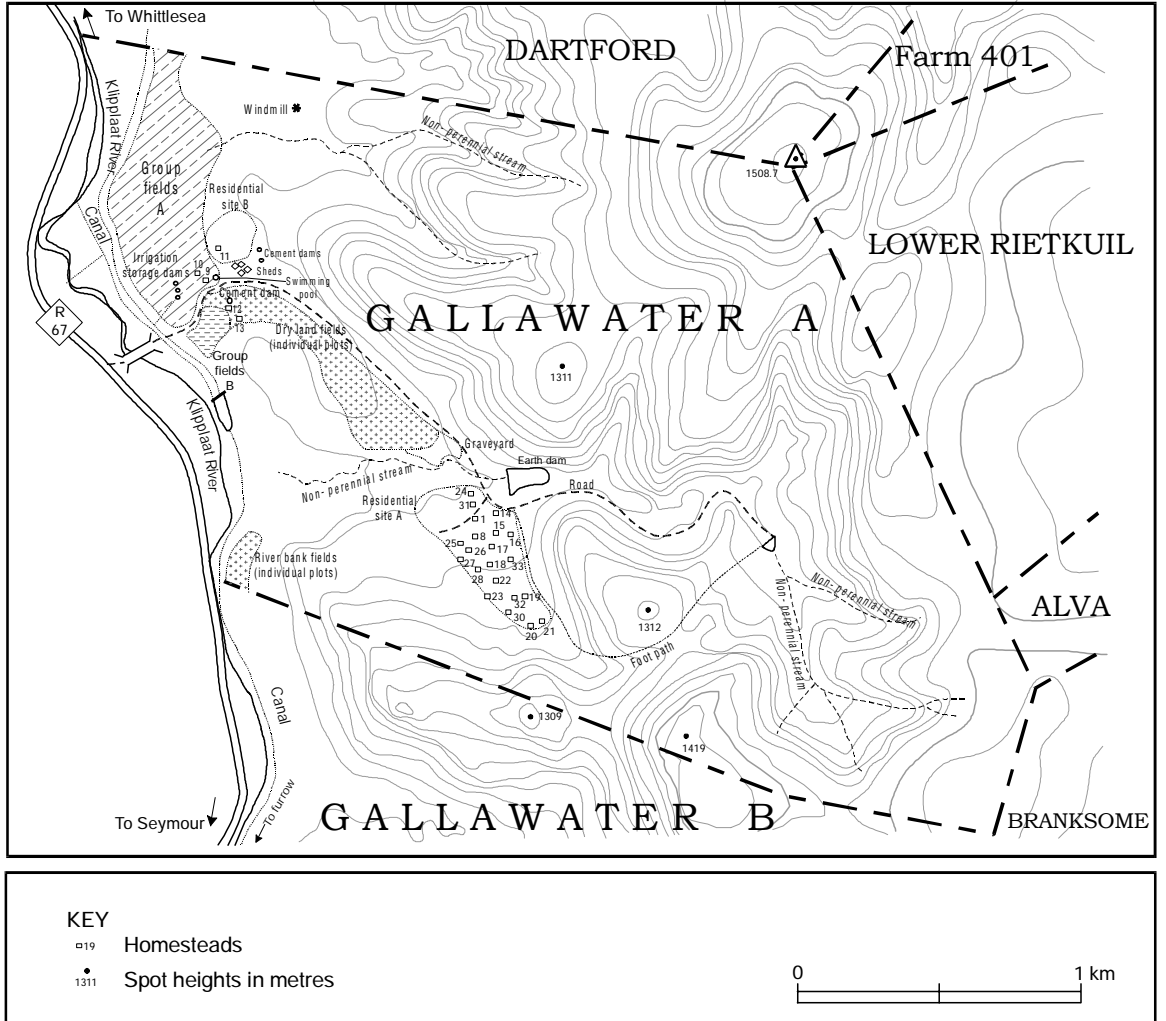 To Whittlesea
DARTFORD
Farm 401
Klipplaat River
Windmill
Non-perennial stream
1508.7
Group
fields
A
Residential
site B
Canal
LOWER RIETKUIL
11
Cement dams
Irrigation
storage dams
10
9
Sheds
Swimming
pool
Cement dam
12
13
R
67
GALLAWATER A
Dry land fields
(individual plots)
Group
fields
B
1311
Klipplaat River
Graveyard
Earth dam
Non-perennial stream
Road
Residential
site A
24
31
14
1
15
8
16
25
26
17
27
18
33
28
22
23
19
32
30
20
21
River bank fields
(individual plots)
Non-perennial stream
Non-perennial stream
ALVA
1312
Foot path
Canal
1309
1419
To furrow
To Seymour
GALLAWATER B
BRANKSOME
KEY
19 Homesteads
1311 Spot heights in metres
0 1 km